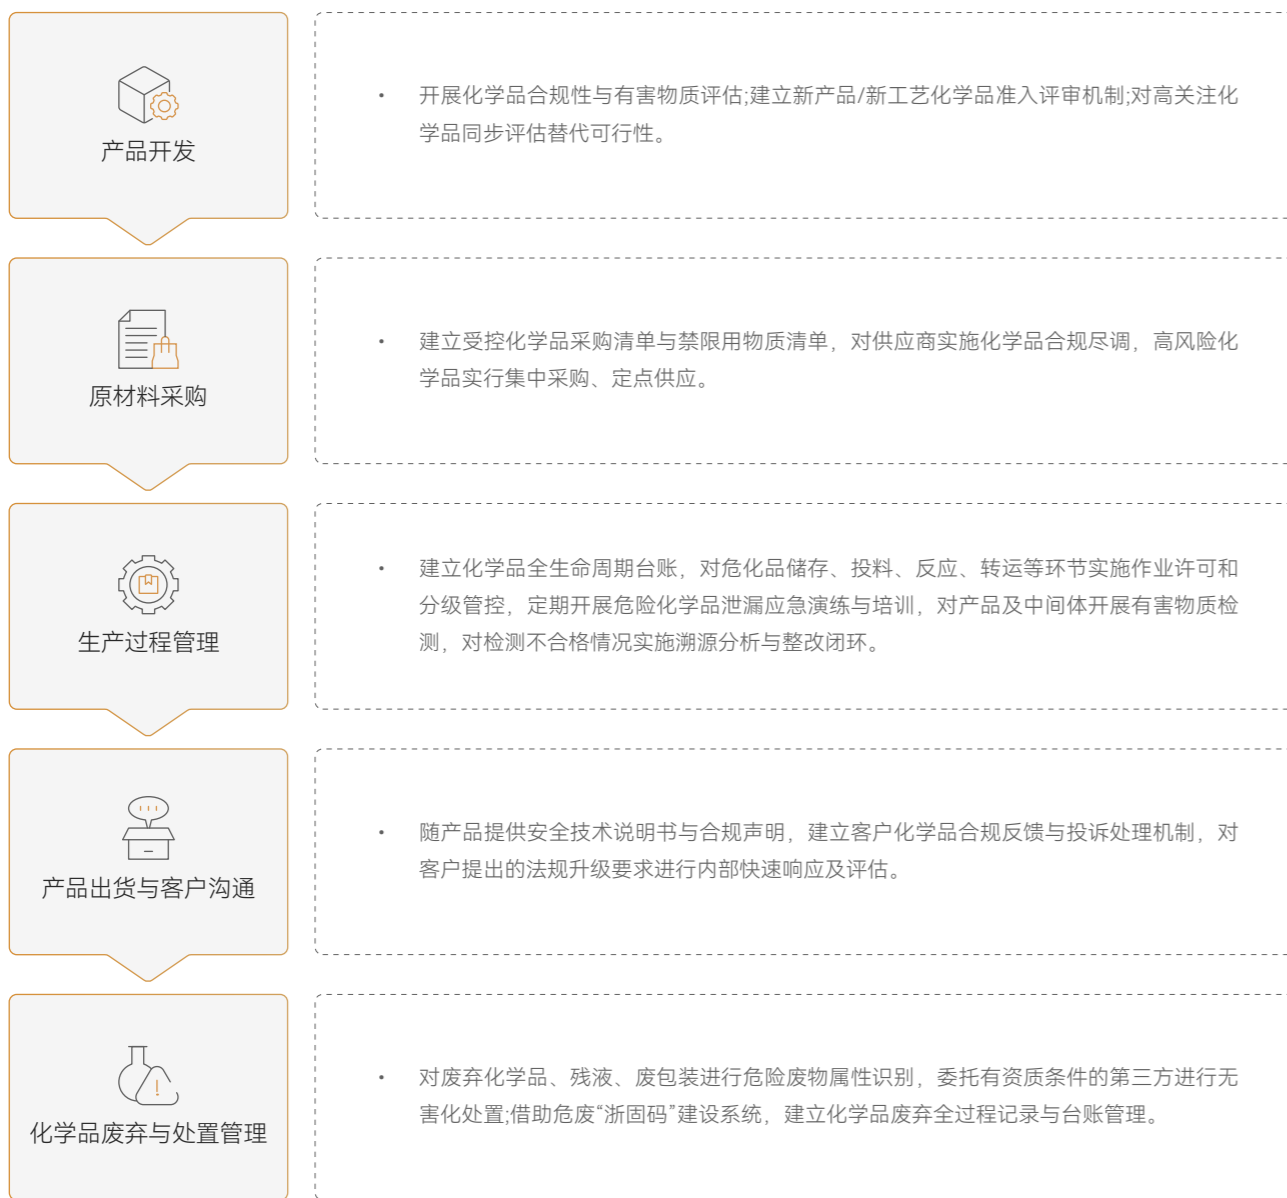 产品开发
• 开展化学品合规性与有害物质评估;建立新产品/新工艺化学品准入评审机制;对高关注化
学品同步评估替代可行性。
原材料采购
• 建立受控化学品采购清单与禁限用物质清单，对供应商实施化学品合规尽调，高风险化
学品实行集中采购、定点供应。
生产过程管理
• 建立化学品全生命周期台账，对危化品储存、投料、反应、转运等环节实施作业许可和
分级管控，定期开展危险化学品泄漏应急演练与培训，对产品及中间体开展有害物质检
测，对检测不合格情况实施溯源分析与整改闭环。
产品出货与客户沟通
• 随产品提供安全技术说明书与合规声明，建立客户化学品合规反馈与投诉处理机制，对
客户提出的法规升级要求进行内部快速响应及评估。
化学品废弃与处置管理
• 对废弃化学品、残液、废包装进行危险废物属性识别，委托有资质条件的第三方进行无
害化处置;借助危废“浙固码”建设系统，建立化学品废弃全过程记录与台账管理。